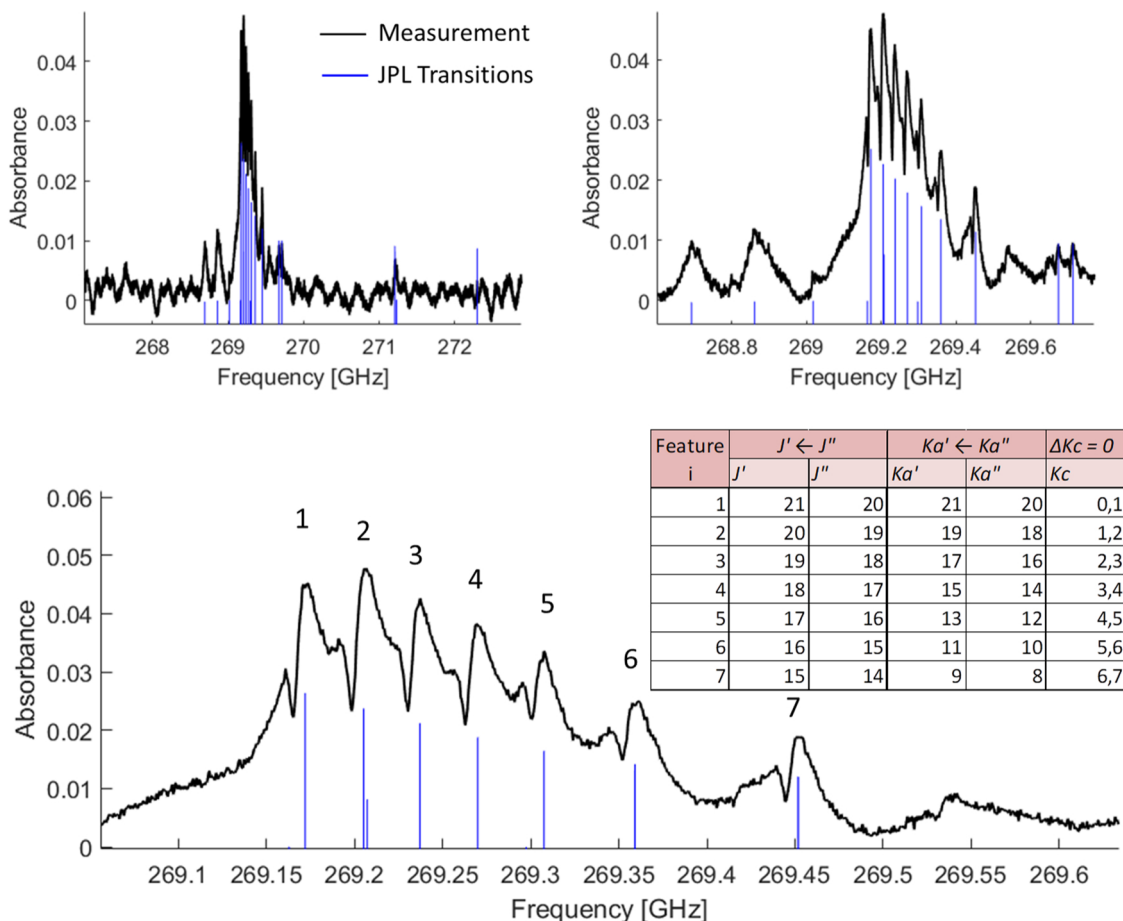 Measurement
JPL Transitions
0.04
0.03
0.02
0.01
0
Absorbance
268
269
270
271
272
Frequency [GHz]
0.04
0.03
0.02
0.01
0
Absorbance
268.8
269
269.2
269.4
269.6
Frequency [GHz]
Feature i J' ← J" Ka' ← Ka" ΔKc = 0
J' J" Ka' Ka" Kc
1 21 20 21 20 0,1
2 20 19 19 18 1,2
3 19 18 17 16 2,3
4 18 17 15 14 3,4
5 17 16 13 12 4,5
6 16 15 11 10 5,6
7 15 14 9 8 6,7
0.06
0.05
0.04
0.03
0.02
0.01
0
Absorbance
1
2
3
4
5
6
7
269.1
269.15
269.2
269.25
269.3
269.35
269.4
269.45
269.5
269.55
269.6
Frequency [GHz]